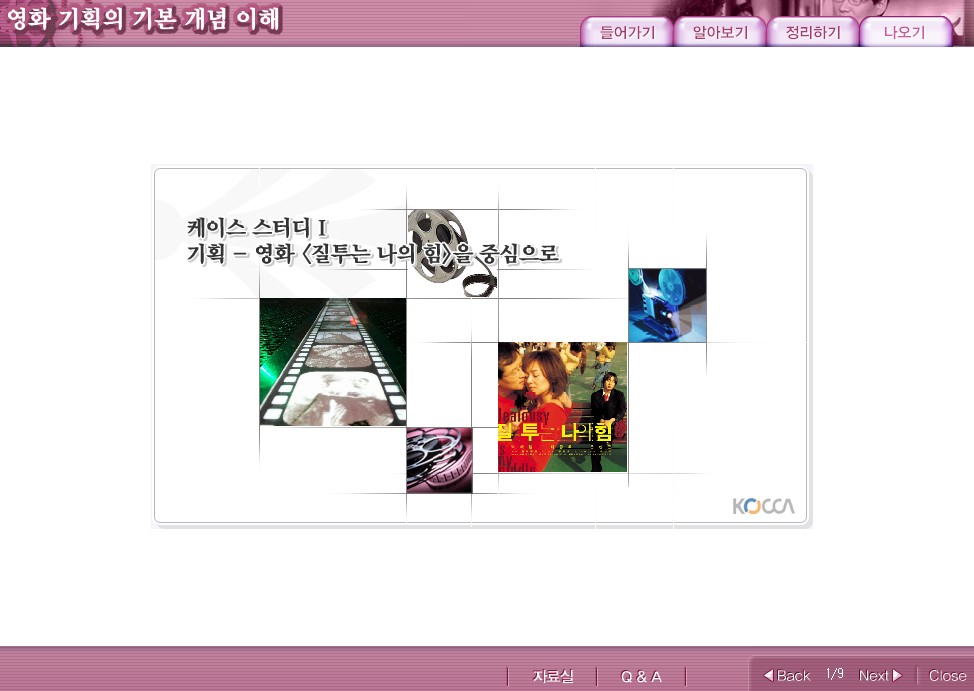 영화 기획의 기본 개념 이해
들어가기 알아보기 정리하기 나오기
케이스 스터디 I
기획 - 영화 <질투는 나의 힘>을 중심으로
Jealousy
질투는 나의 힘
KOCCA
자료실 Q & A Back 1/9 Next Close